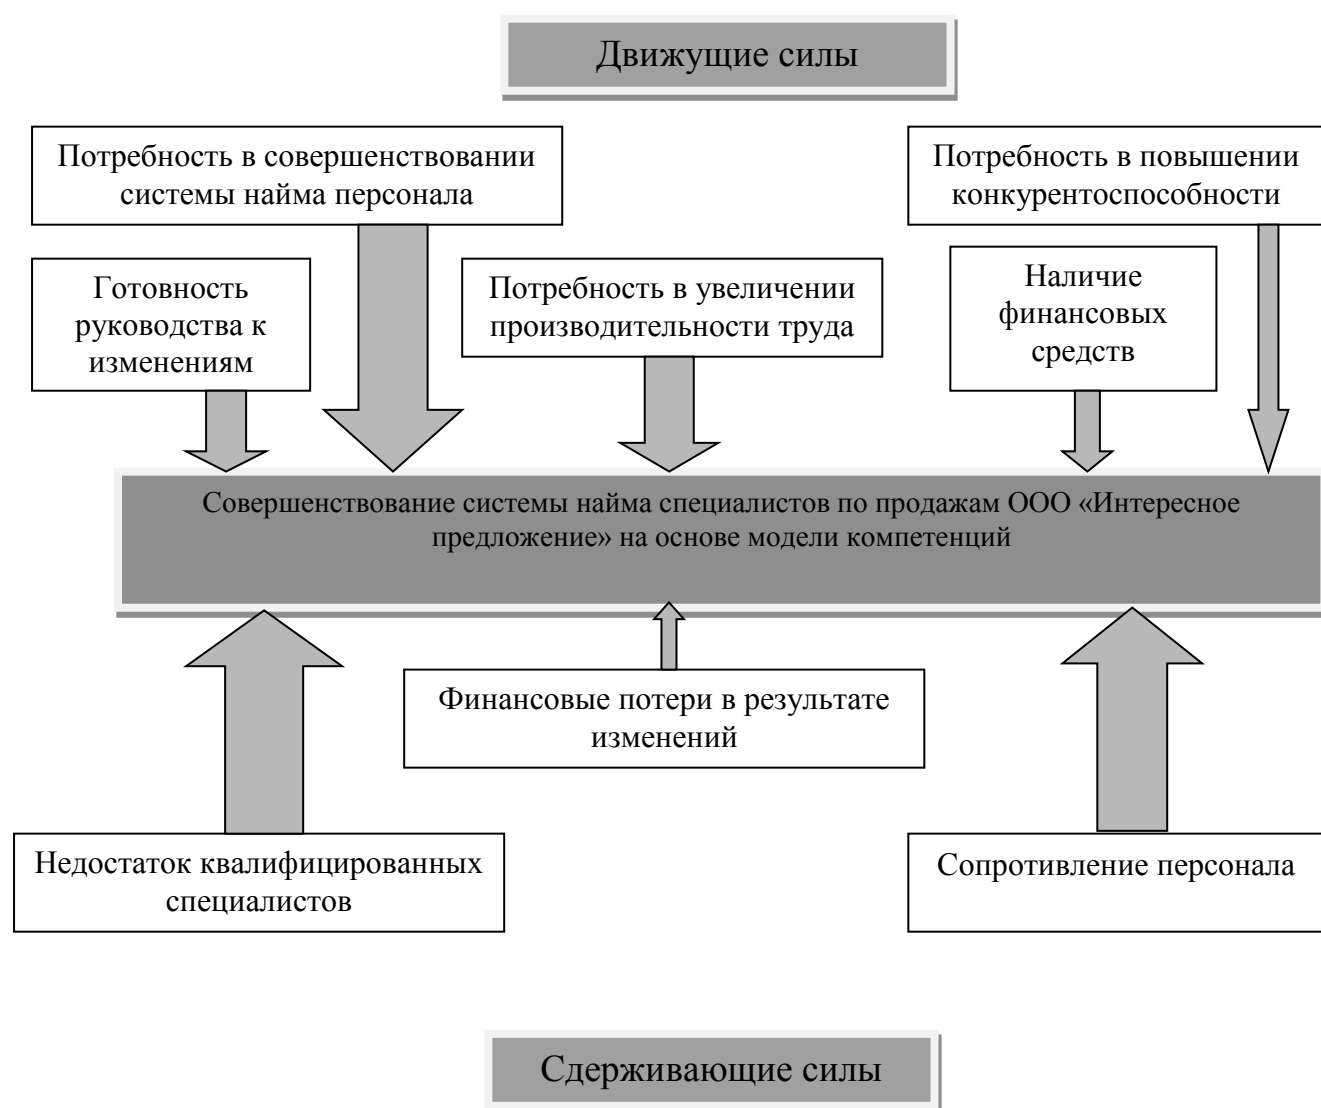 Движущие силы
Потребность в совершенствовании
системы найма персонала
Потребность в повышении
конкурентоспособности
Готовность
руководства к
изменениям
Потребность в увеличении
производительности труда
Наличие
финансовых
средств
Совершенствование системы найма специалистов по продажам ООО «Интересное
предложение» на основе модели компетенций
Финансовые потери в результате
изменений
Недостаток квалифицированных
специалистов
Сопротивление персонала
Сдерживающие силы